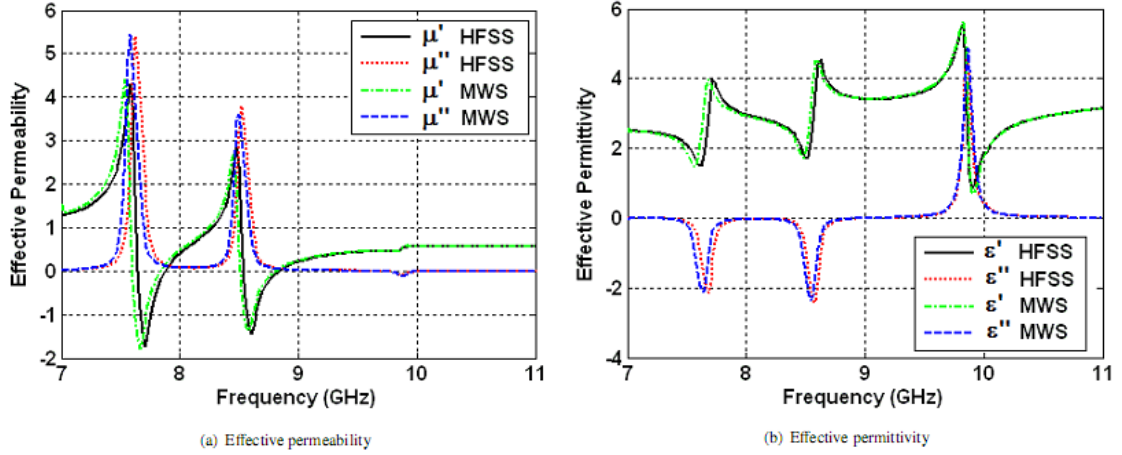 6
5
4
3
2
1
0
-1
-2
7 8 9 10 11
Effective Permeability
Frequency (GHz)
μ' HFSS
μ'' HFSS
μ' MWS
μ'' MWS
(a) Effective permeability
6
4
2
0
-2
-4
7 8 9 10 11
Effective Permittivity
Frequency (GHz)
ε' HFSS
ε'' HFSS
ε' MWS
ε'' MWS
(b) Effective permittivity